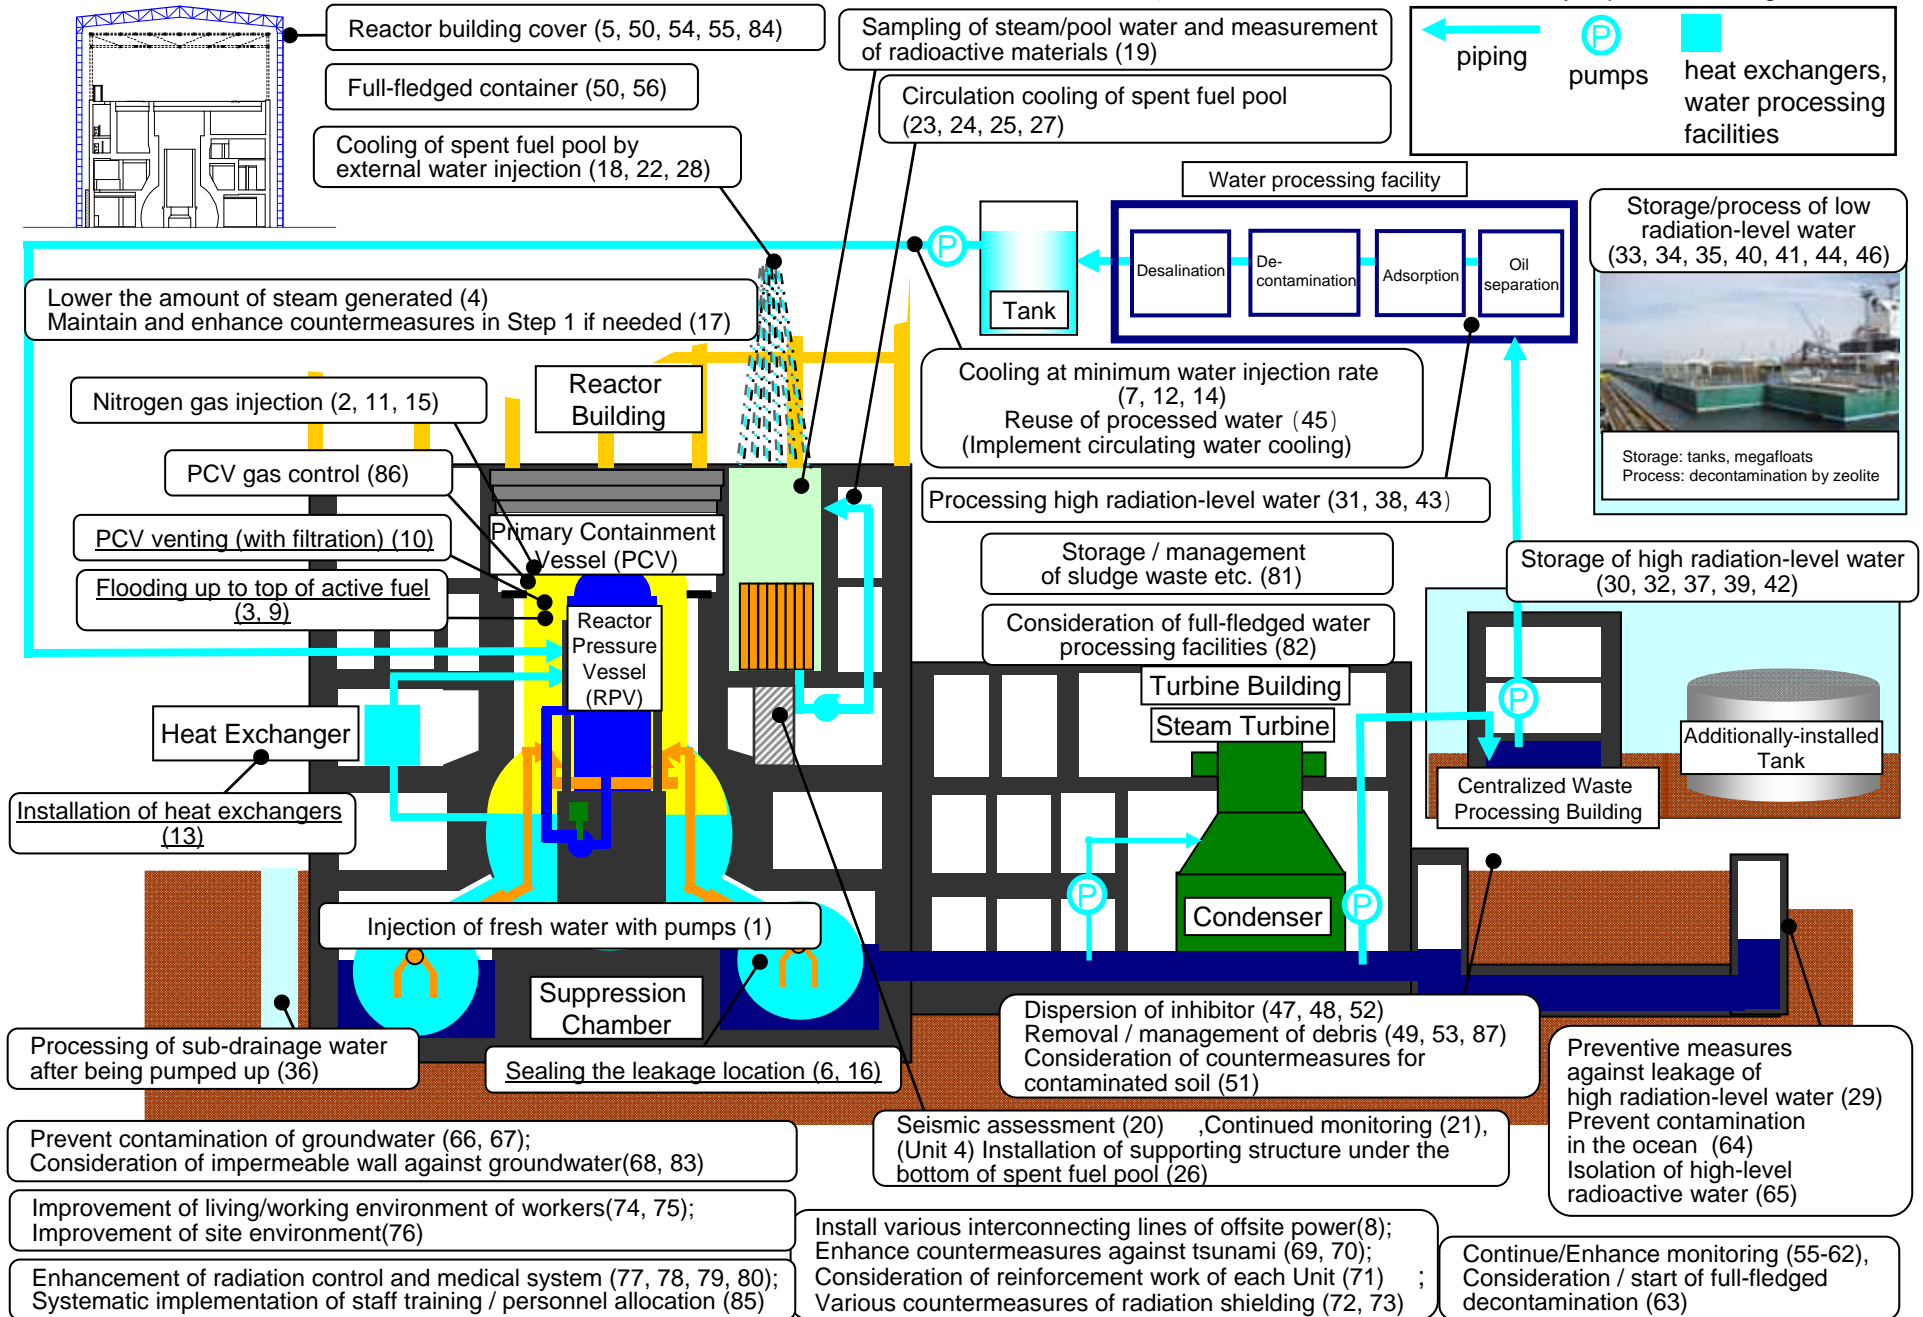 Reactor building cover (5, 50, 54, 55, 84)
Full-fledged container (50, 56)
Cooling of spent fuel pool by
external water injection (18, 22, 28)
Sampling of steam/pool water and measurement
of radioactive materials (19)
Circulation cooling of spent fuel pool
(23, 24, 25, 27)
piping
P
pumps
heat exchangers,
water processing
facilities
Water processing facility
Desalination
De-
contamination
Adsorption
Oil
separation
P
Tank
Storage/process of low
radiation-level water
(33, 34, 35, 40, 41, 44, 46)
Storage: tanks, megafloats
Process: decontamination by zeolite
Lower the amount of steam generated (4)
Maintain and enhance countermeasures in Step 1 if needed (17)
Cooling at minimum water injection rate
(7, 12, 14)
Reuse of processed water (45)
(Implement circulating water cooling)
Reactor
Building
Nitrogen gas injection (2, 11, 15)
PCV gas control (86)
Processing high radiation-level water (31, 38, 43)
PCV venting (with filtration) (10)
Primary Containment
Vessel (PCV)
Flooding up to top of active fuel
(3, 9)
Storage / management
of sludge waste etc. (81)
Storage of high radiation-level water
(30, 32, 37, 39, 42)
Reactor
Pressure
Vessel
(RPV)
Consideration of full-fledged water
processing facilities (82)
Turbine Building
Steam Turbine
P
Heat Exchanger
Additionally-installed
Tank
Centralized Waste
Processing Building
Installation of heat exchangers
(13)
P
P
Condenser
Injection of fresh water with pumps (1)
Suppression
Chamber
Dispersion of inhibitor (47, 48, 52)
Removal / management of debris (49, 53, 87)
Consideration of countermeasures for
contaminated soil (51)
Processing of sub-drainage water
after being pumped up (36)
Sealing the leakage location (6, 16)
Preventive measures
against leakage of
high radiation-level water (29)
Prevent contamination
in the ocean (64)
Isolation of high-level
radioactive water (65)
Prevent contamination of groundwater (66, 67);
Consideration of impermeable wall against groundwater(68, 83)
Seismic assessment (20) ,Continued monitoring (21),
(Unit 4) Installation of supporting structure under the
bottom of spent fuel pool (26)
Improvement of living/working environment of workers(74, 75);
Improvement of site environment(76)
Install various interconnecting lines of offsite power(8);
Enhance countermeasures against tsunami (69, 70);
Consideration of reinforcement work of each Unit (71) ;
Various countermeasures of radiation shielding (72, 73)
Continue/Enhance monitoring (55-62),
Consideration / start of full-fledged
decontamination (63)
Enhancement of radiation control and medical system (77, 78, 79, 80);
Systematic implementation of staff training / personnel allocation (85)